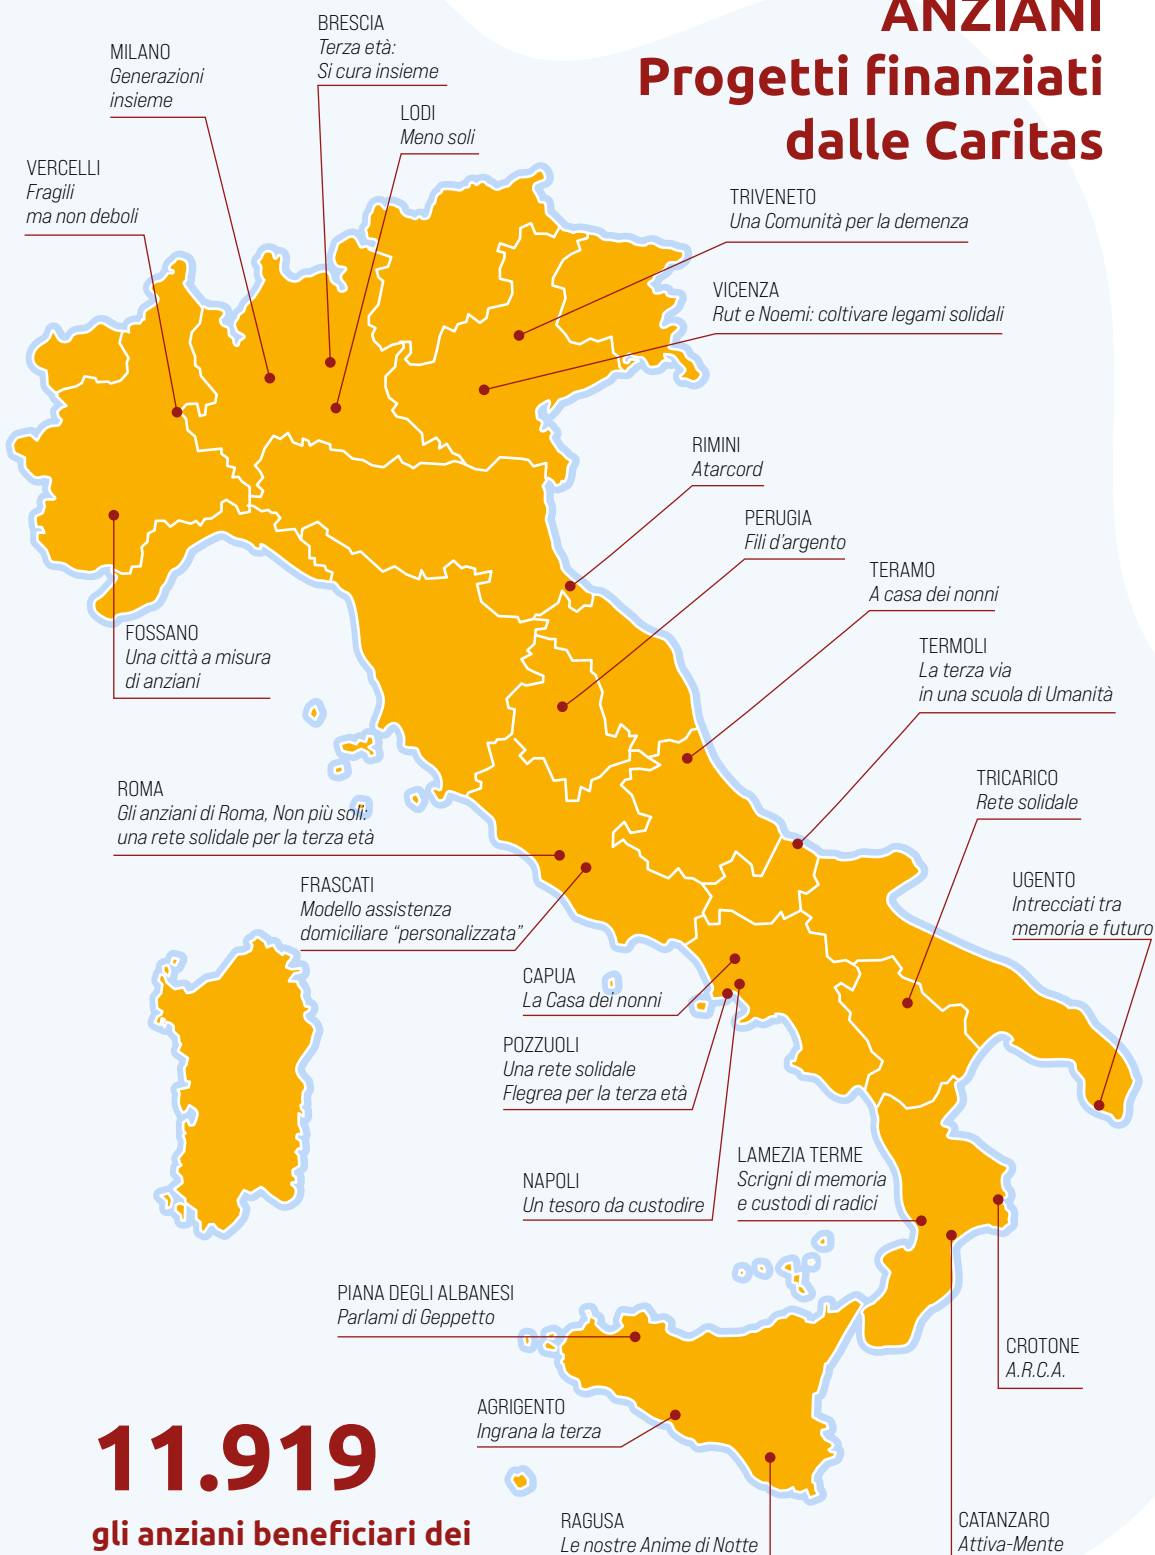 ANZIANI
Progetti finanziati
dalle Caritas
BRESCIA
Terza età:
Si cura insieme
MILANO
Generazioni
insieme
LODI
Meno soli
VERCELLI
Fragili
ma non deboli
TRIVENETO
Una Comunità per la demenza
VICENZA
Rut e Noemi: coltivare legami solidali
RIMINI
Atarcord
PERUGIA
Fili d'argento
TERAMO
A casa dei nonni
FOSSANO
Una città a misura
di anziani
TERMOLI
La terza via
in una scuola di Umanità
ROMA
Gli anziani di Roma, Non più soli:
una rete solidale per la terza età
TRICARICO
Rete solidale
FRASCATI
Modello assistenza
domiciliare “personalizzata”
UGENTO
Intrecciati tra
memoria e futuro
CAPUA
La Casa dei nonni
POZZUOLI
Una rete solidale
Flegrea per la terza età
NAPOLI
Un tesoro da custodire
LAMEZIA TERME
Scrigni di memoria
e custodi di radici
PIANA DEGLI ALBANESI
Parlami di Geppetto
CROTONE
A.R.C.A.
AGRIGENTO
Ingrana la terza
11.919
gli anziani beneficiari dei
RAGUSA
Le nostre Anime di Notte
CATANZARO
Attiva-Mente